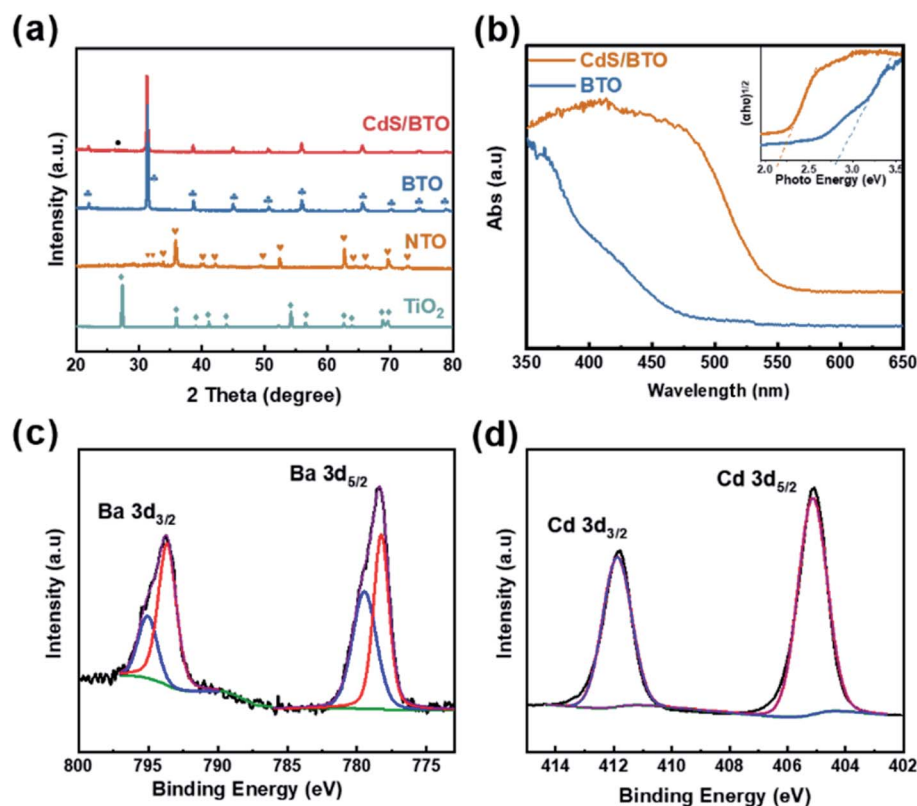 (a)
Intensity (a.u.)
CdS/BTO
BTO
NTO
TiO₂
20 30 40 50 60 70 80
2 Theta (degree)
(b)
Abs (a.u)
CdS/BTO
BTO
(αhʋ)¹/²
2.0 2.5 3.0 3.5
Photo Energy (eV)
350 400 450 500 550 600 650
Wavelength (nm)
(c)
Intensity (a.u)
Ba 3d₃/₂
Ba 3d₅/₂
800 795 790 785 780 775
Binding Energy (eV)
(d)
Intensity (a.u)
Cd 3d₃/₂
Cd 3d₅/₂
414 412 410 408 406 404 402
Binding Energy (eV)